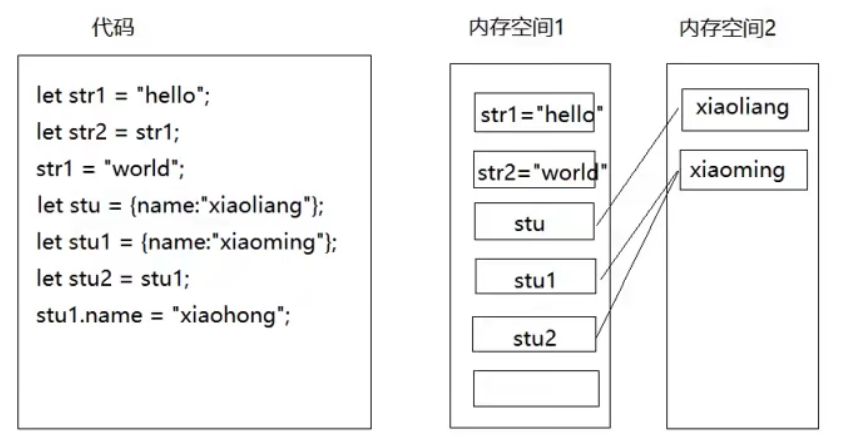 代码
let str1 = "hello";
let str2 = str1;
str1 = "world";
let stu = {name:"xiaoliang"};
let stu1 = {name:"xiaoming"};
let stu2 = stu1;
stu1.name = "xiaohong";
内存空间1
str1="hello"
str2="world"
stu
stu1
stu2
内存空间2
xiaoliang
xiaoming